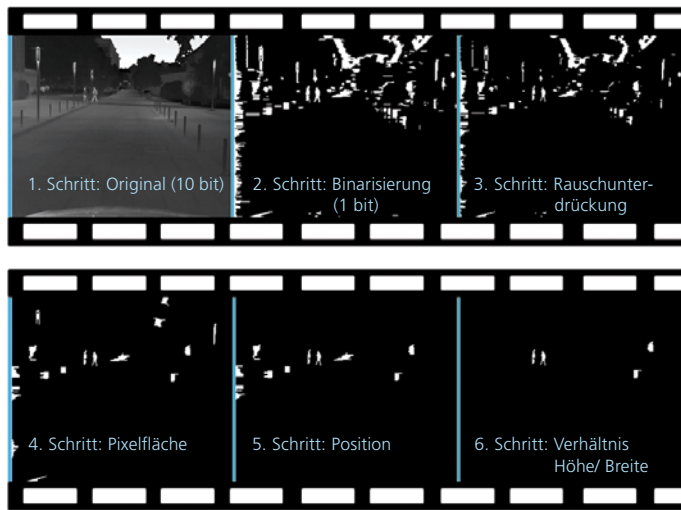 1. Schritt: Original (10 bit)
2. Schritt: Binarisierung
(1 bit)
3. Schritt: Rauschunter-
drückung
4. Schritt: Pixelfläche
5. Schritt: Position
6. Schritt: Verhältnis
Höhe/ Breite